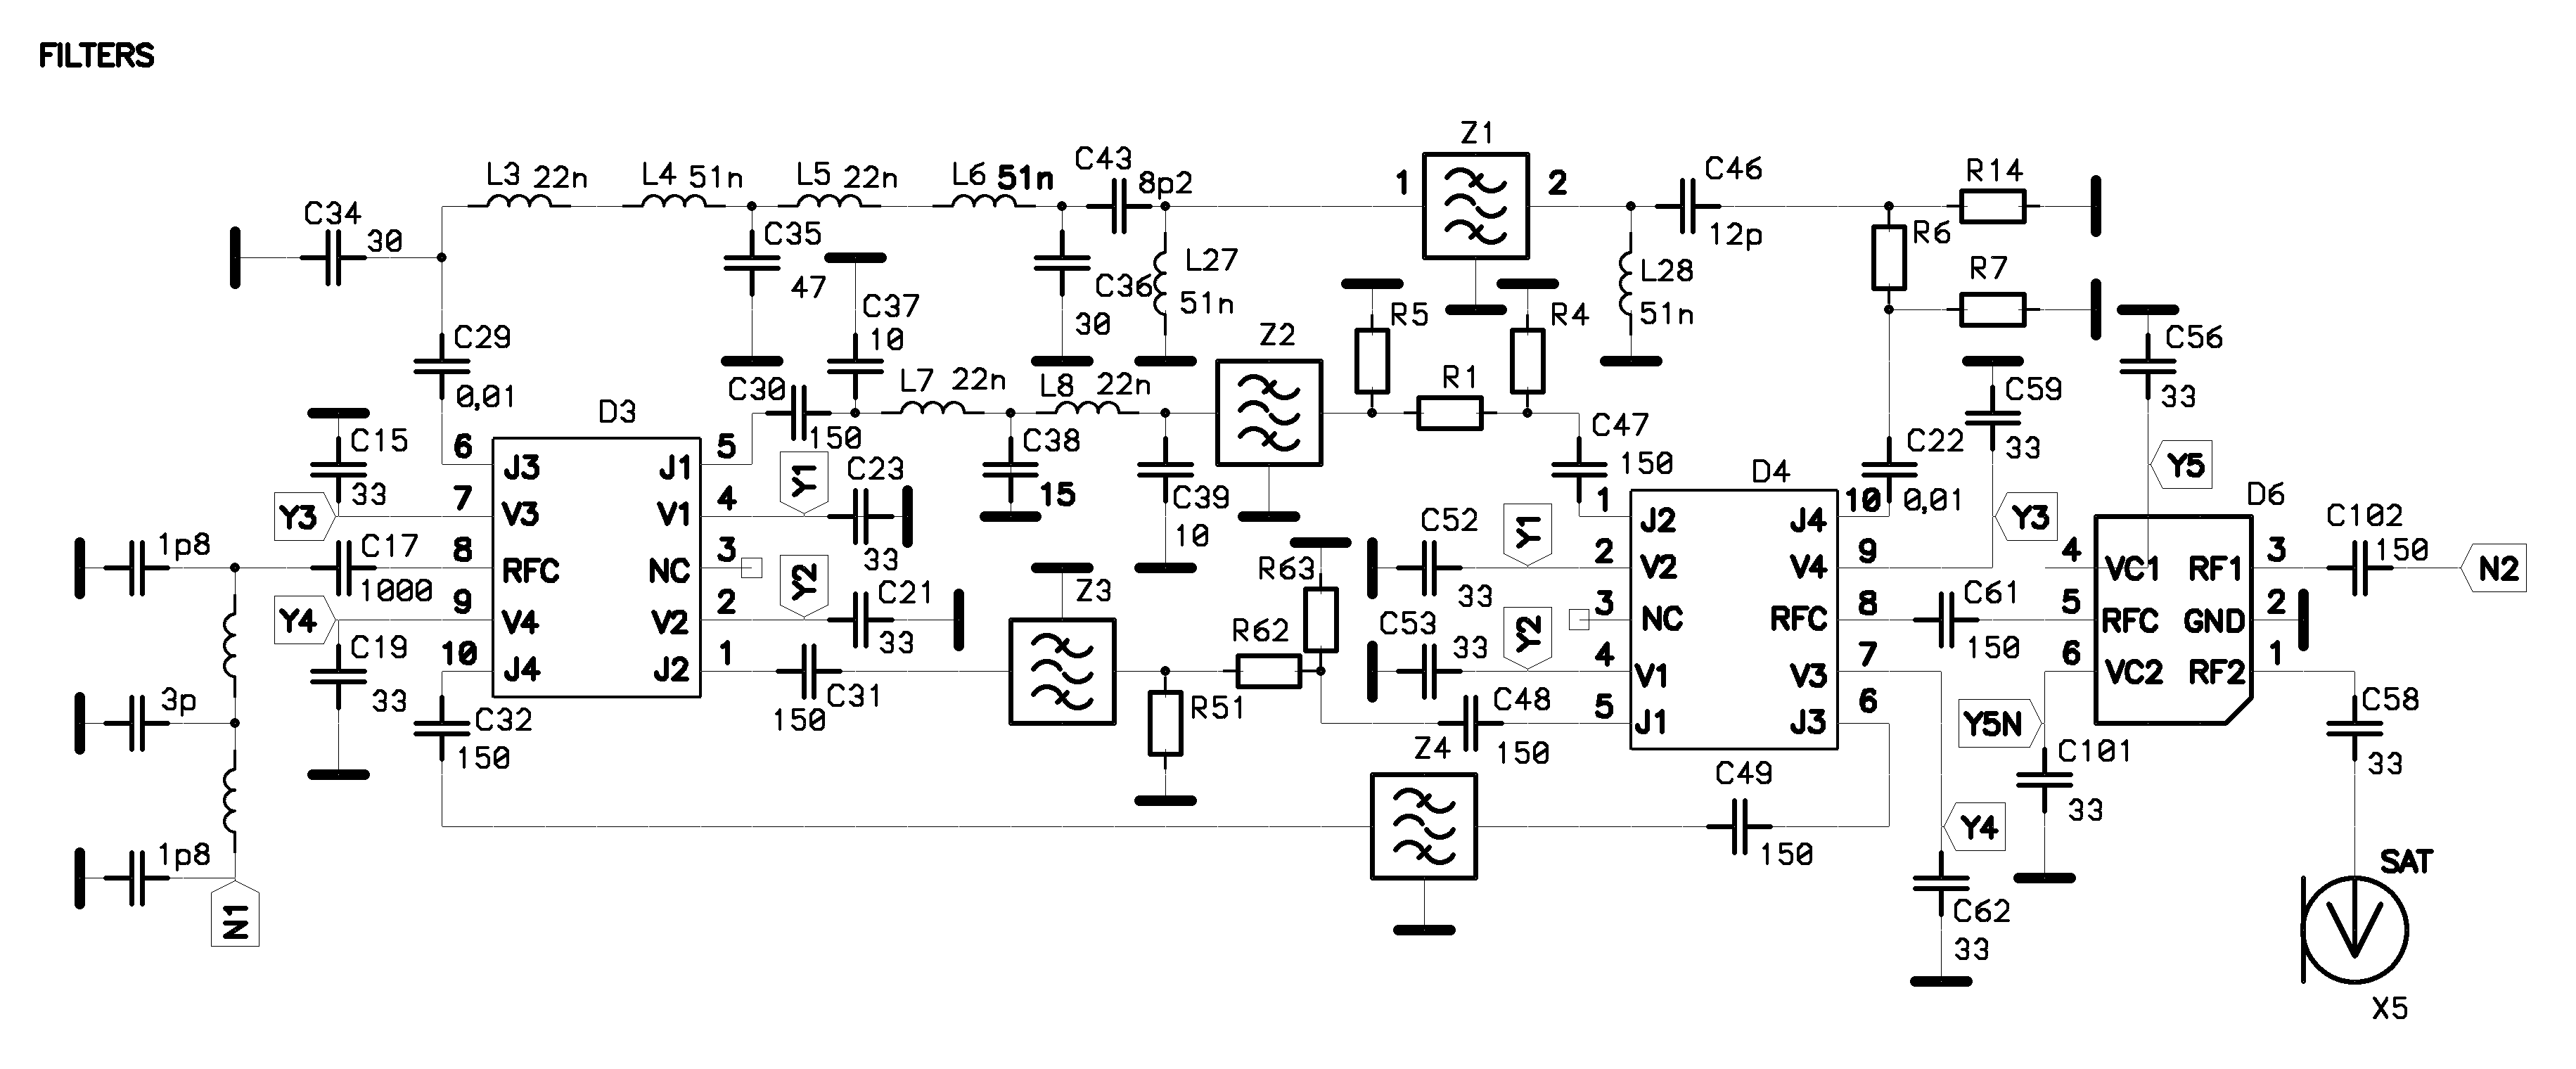 FILTERS
Z1
C43
L3 22n
L4 51n
L5 22n
L6 51n
8p2
1
2
C46
R14
C34
30
C35
47
12p
R6
L27
51n
C36
30
L28
51n
R7
C37
10
R5
R4
C29
0,01
Z2
C56
33
C30
150
L7 22n
L8 22n
R1
C59
33
D3
C15
33
C38
15
C47
150
C22
0,01
D4
Y5
6
J3
J1
5
Y1
C23
33
C39
10
Y3
7
V3
V1
4
C52
33
Y1
1
J2
J4
10
Y3
D6
C102
150
N2
1p8
C17
1000
8
RFC
NC
3
Y2
R63
2
V2
V4
9
4
VC1
RF1
3
Y4
9
V4
V2
2
C21
33
Z3
R62
C53
33
Y2
3
NC
RFC
8
C61
150
5
RFC
GND
2
C19
33
10
J4
J2
1
C31
150
R51
4
V1
V3
7
6
VC2
RF2
1
3p
C32
150
C48
150
5
J1
J3
6
Y5N
C58
33
Z4
C49
150
C101
33
1p8
Y4
SAT
N1
C62
33
X5